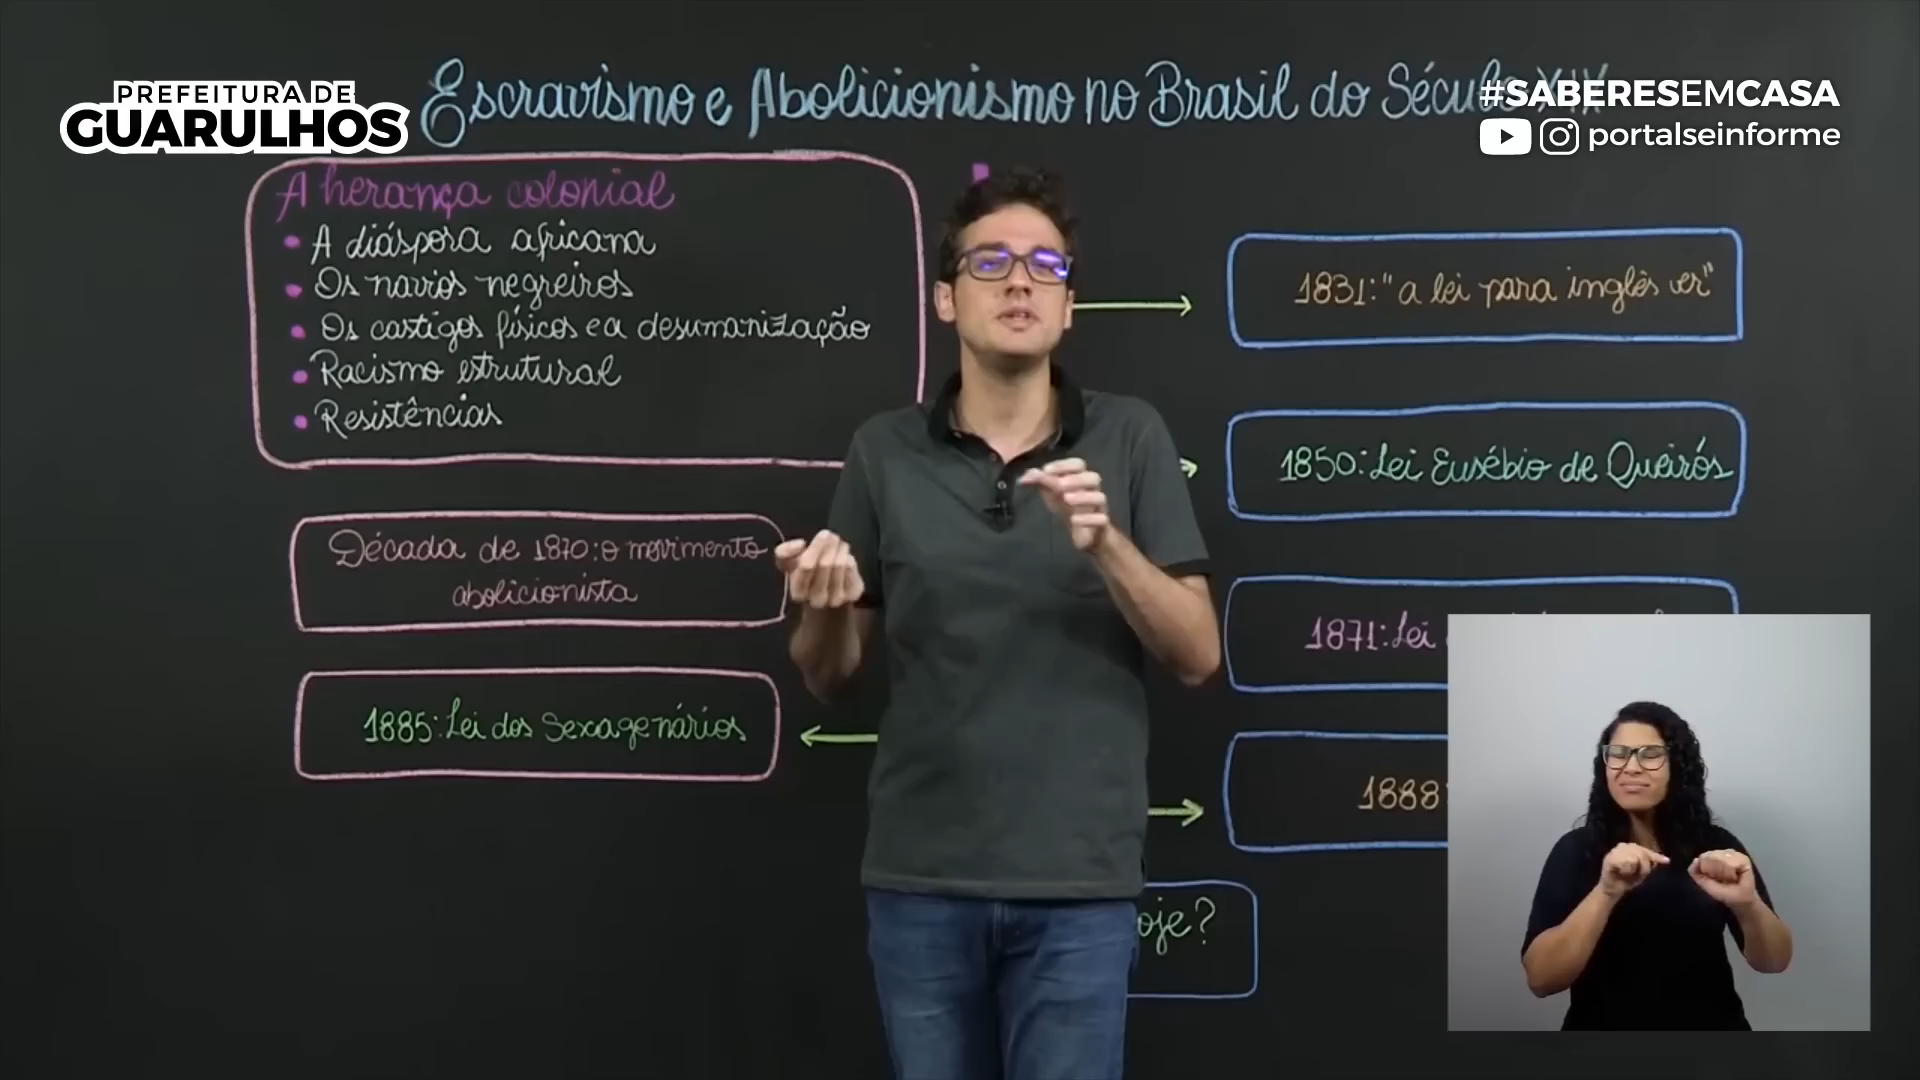 PREFEITURA DE
GUARULHOS
Escravismo e Abolicionismo no Brasil do Século XIX
#SABERESEMCASA
portalseinforme
A herança colonial
• A diáspora africana
• Os navios negreiros
• Os castigos físicos e a desumanização
• Racismo estrutural
• Resistências
Década de 1870: o movimento
abolicionista
1885: Lei dos Sexagenários
1831: "a lei para inglês ver"
1850: Lei Eusébio de Queirós
1871: Lei
1888:
oje?